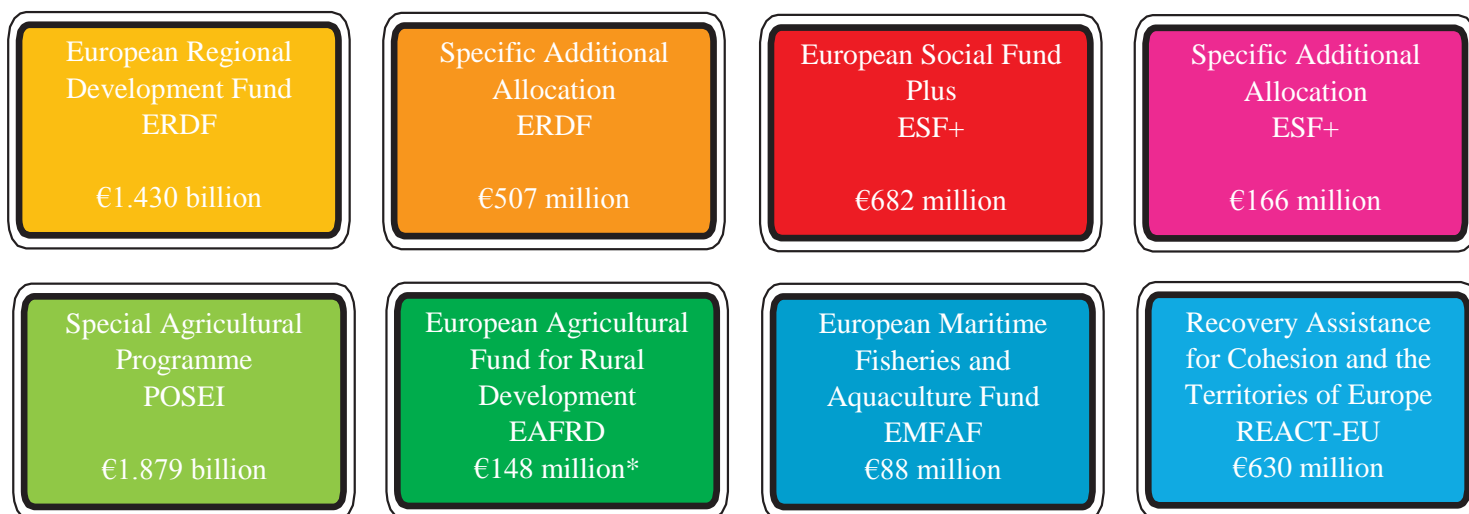 European Regional
Development Fund
ERDF
€1.430 billion
Specific Additional
Allocation
ERDF
€507 million
European Social Fund
Plus
ESF+
€682 million
Specific Additional
Allocation
ESF+
€166 million
Special Agricultural
Programme
POSEI
€1.879 billion
European Agricultural
Fund for Rural
Development
EAFRD
€148 million*
European Maritime
Fisheries and
Aquaculture Fund
EMFAF
€88 million
Recovery Assistance
for Cohesion and the
Territories of Europe
REACT-EU
€630 million